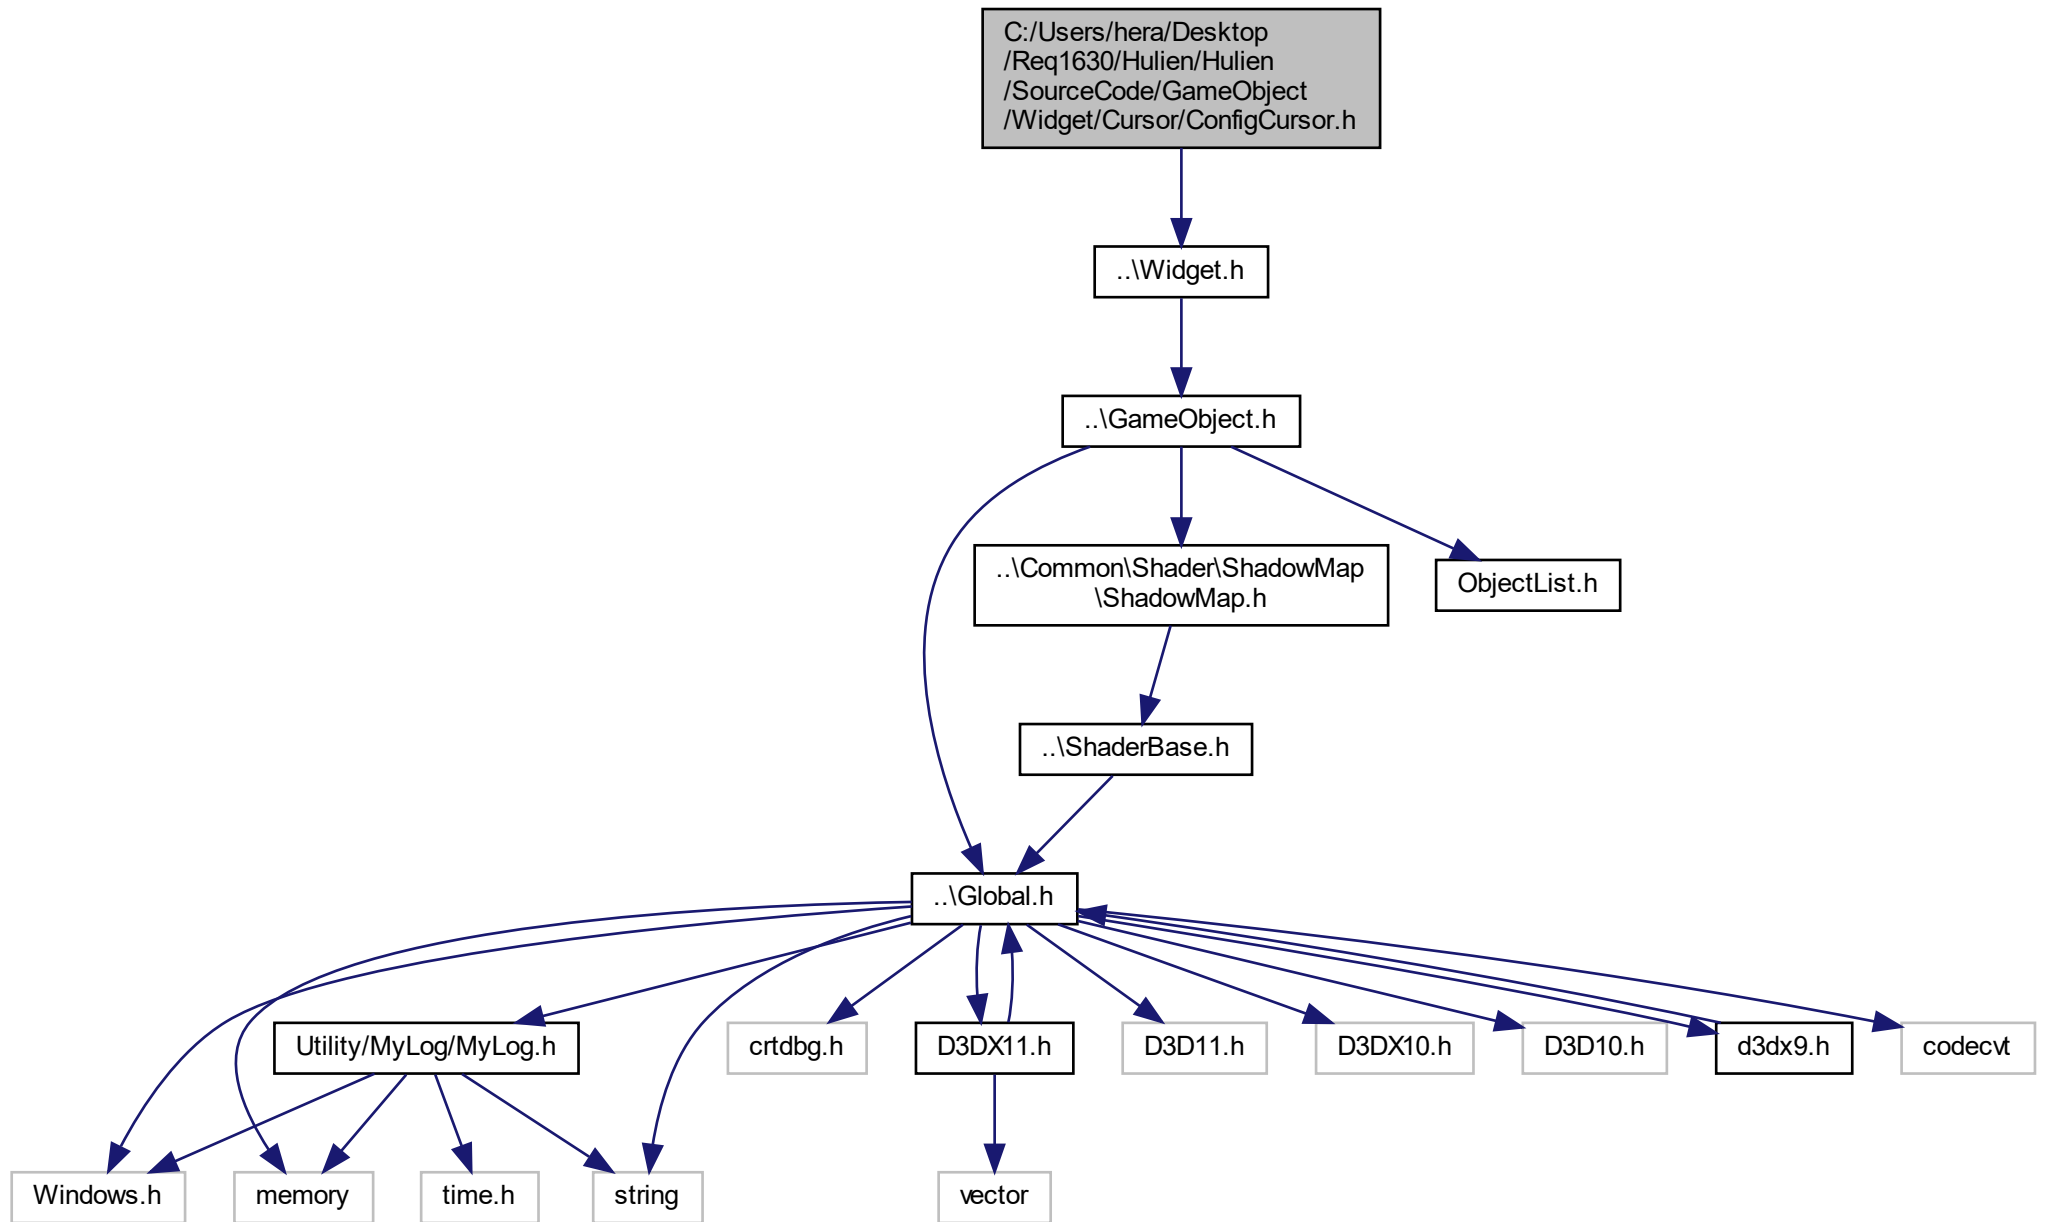 C:/Users/hera/Desktop
/Req1630/Hulien/Hulien
/SourceCode/GameObject
/Widget/Cursor/ConfigCursor.h
..\Widget.h
..\GameObject.h
..\Common\Shader\ShadowMap
\ShadowMap.h
ObjectList.h
..\ShaderBase.h
..\Global.h
Utility/MyLog/MyLog.h
crtdbg.h
D3DX11.h
D3D11.h
D3DX10.h
D3D10.h
d3dx9.h
codecvt
Windows.h
memory
time.h
string
vector